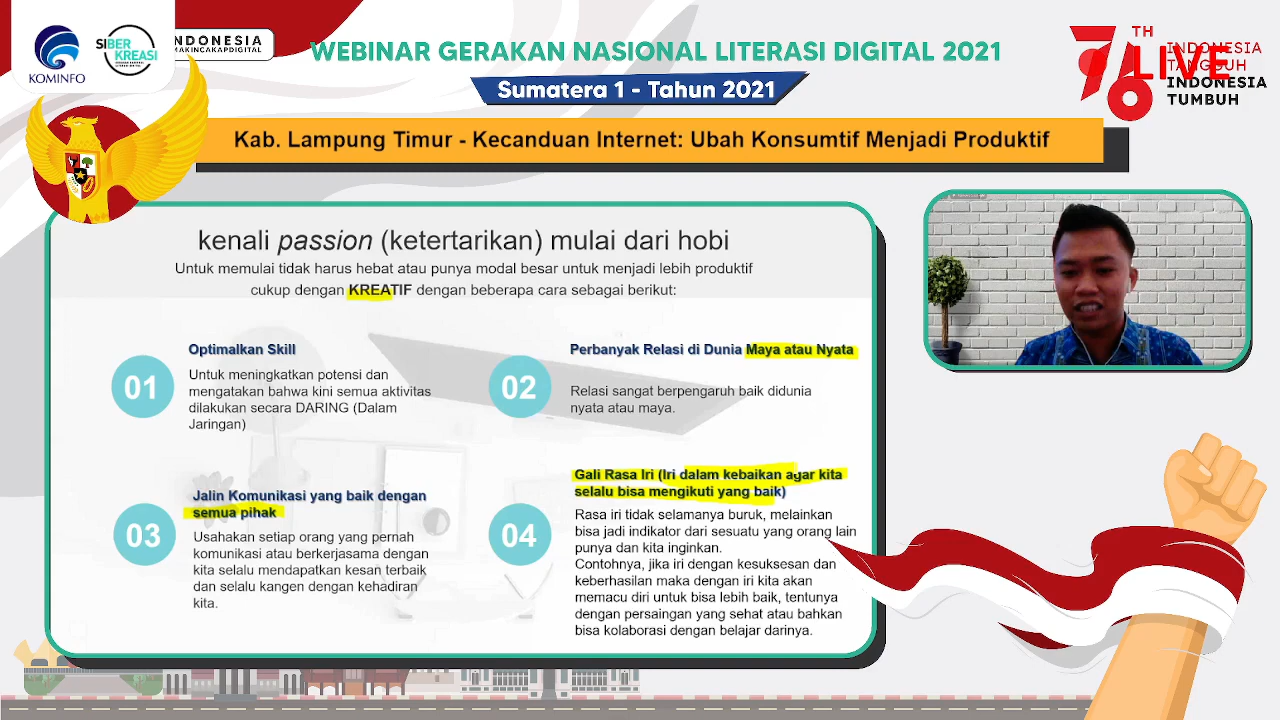 KOMINFO
SIBER
KREASI
INDONESIA
MAKINCAKAPDIGITAL
WEBINAR GERAKAN NASIONAL LITERASI DIGITAL 2021
Sumatera 1 - Tahun 2021
76
TH
LIVE
INDONESIA
TANGGUH
INDONESIA
TUMBUH
Kab. Lampung Timur - Kecanduan Internet: Ubah Konsumtif Menjadi Produktif
kenali passion (ketertarikan) mulai dari hobi
Untuk memulai tidak harus hebat atau punya modal besar untuk menjadi lebih produktif
cukup dengan KREATIF dengan beberapa cara sebagai berikut:
01
Optimalkan Skill
Untuk meningkatkan potensi dan
mengatakan bahwa kini semua aktivitas
dilakukan secara DARING (Dalam
Jaringan)
02
Perbanyak Relasi di Dunia Maya atau Nyata
Relasi sangat berpengaruh baik didunia
nyata atau maya.
03
Jalin Komunikasi yang baik dengan
semua pihak
Usahakan setiap orang yang pernah
komunikasi atau berkerjasama dengan
kita selalu mendapatkan kesan terbaik
dan selalu kangen dengan kehadiran
kita.
04
Gali Rasa Iri (Iri dalam kebaikan agar kita
selalu bisa mengikuti yang baik)
Rasa iri tidak selamanya buruk, melainkan
bisa jadi indikator dari sesuatu yang orang lain
punya dan kita inginkan.
Contohnya, jika iri dengan kesuksesan dan
keberhasilan maka dengan iri kita akan
memacu diri untuk bisa lebih baik, tentunya
dengan persaingan yang sehat atau bahkan
bisa kolaborasi dengan belajar darinya.